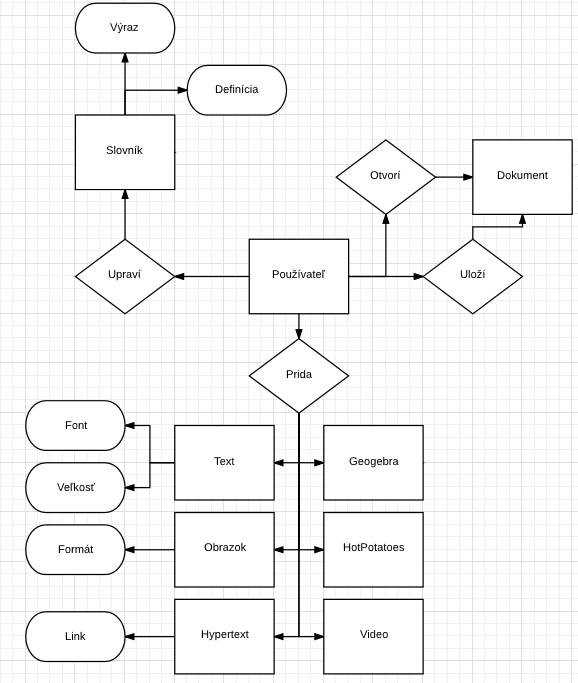 Výraz
Definícia
Slovník
Otvorí
Dokument
Upraví
Používateľ
Uloží
Prida
Font
Text
Geogebra
Veľkosť
Formát
Obrazok
HotPotatoes
Link
Hypertext
Video